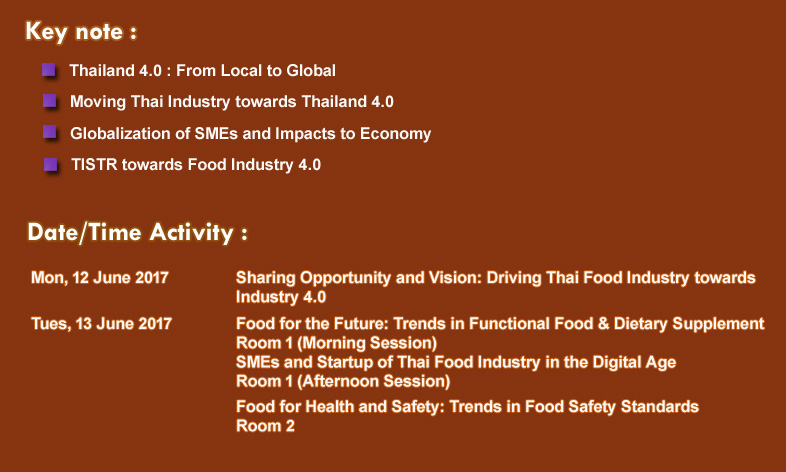 Key note :
Thailand 4.0 : From Local to Global
Moving Thai Industry towards Thailand 4.0
Globalization of SMEs and Impacts to Economy
TISTR towards Food Industry 4.0
Date/Time Activity :
Mon, 12 June 2017 Sharing Opportunity and Vision: Driving Thai Food Industry towards
Industry 4.0
Tues, 13 June 2017 Food for the Future: Trends in Functional Food & Dietary Supplement
Room 1 (Morning Session)
SMEs and Startup of Thai Food Industry in the Digital Age
Room 1 (Afternoon Session)
Food for Health and Safety: Trends in Food Safety Standards
Room 2